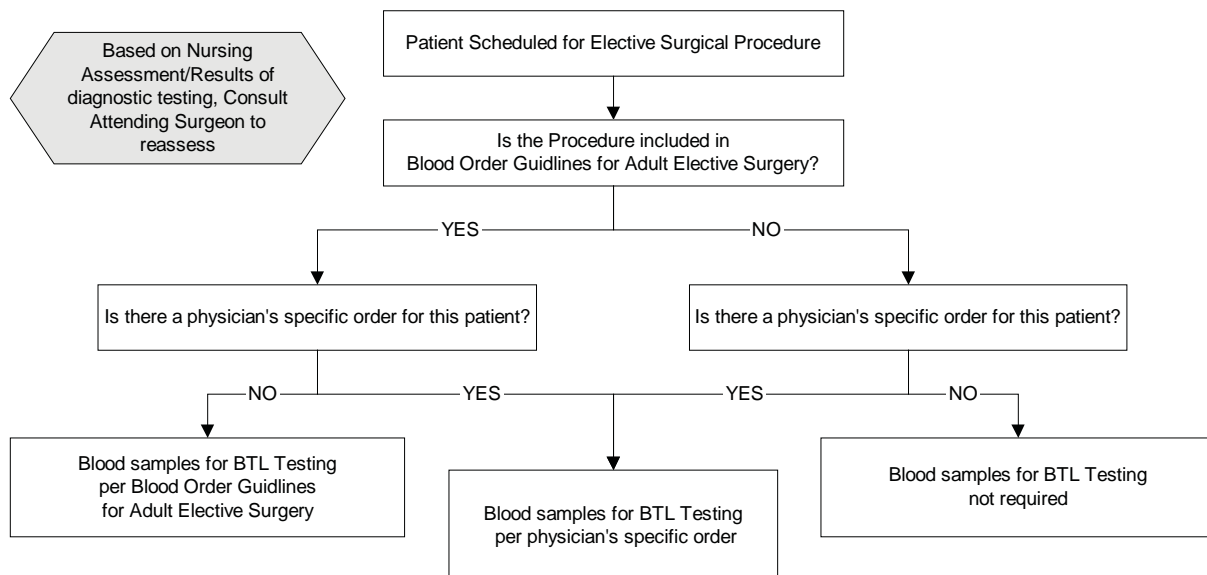 Based on Nursing
Assessment/Results of
diagnostic testing, Consult
Attending Surgeon to
reassess
Patient Scheduled for Elective Surgical Procedure
Is the Procedure included in
Blood Order Guidlines for Adult Elective Surgery?
YES
NO
Is there a physician's specific order for this patient?
Is there a physician's specific order for this patient?
NO
YES
YES
NO
Blood samples for BTL Testing
per Blood Order Guidlines
for Adult Elective Surgery
Blood samples for BTL Testing
per physician's specific order
Blood samples for BTL Testing
not required